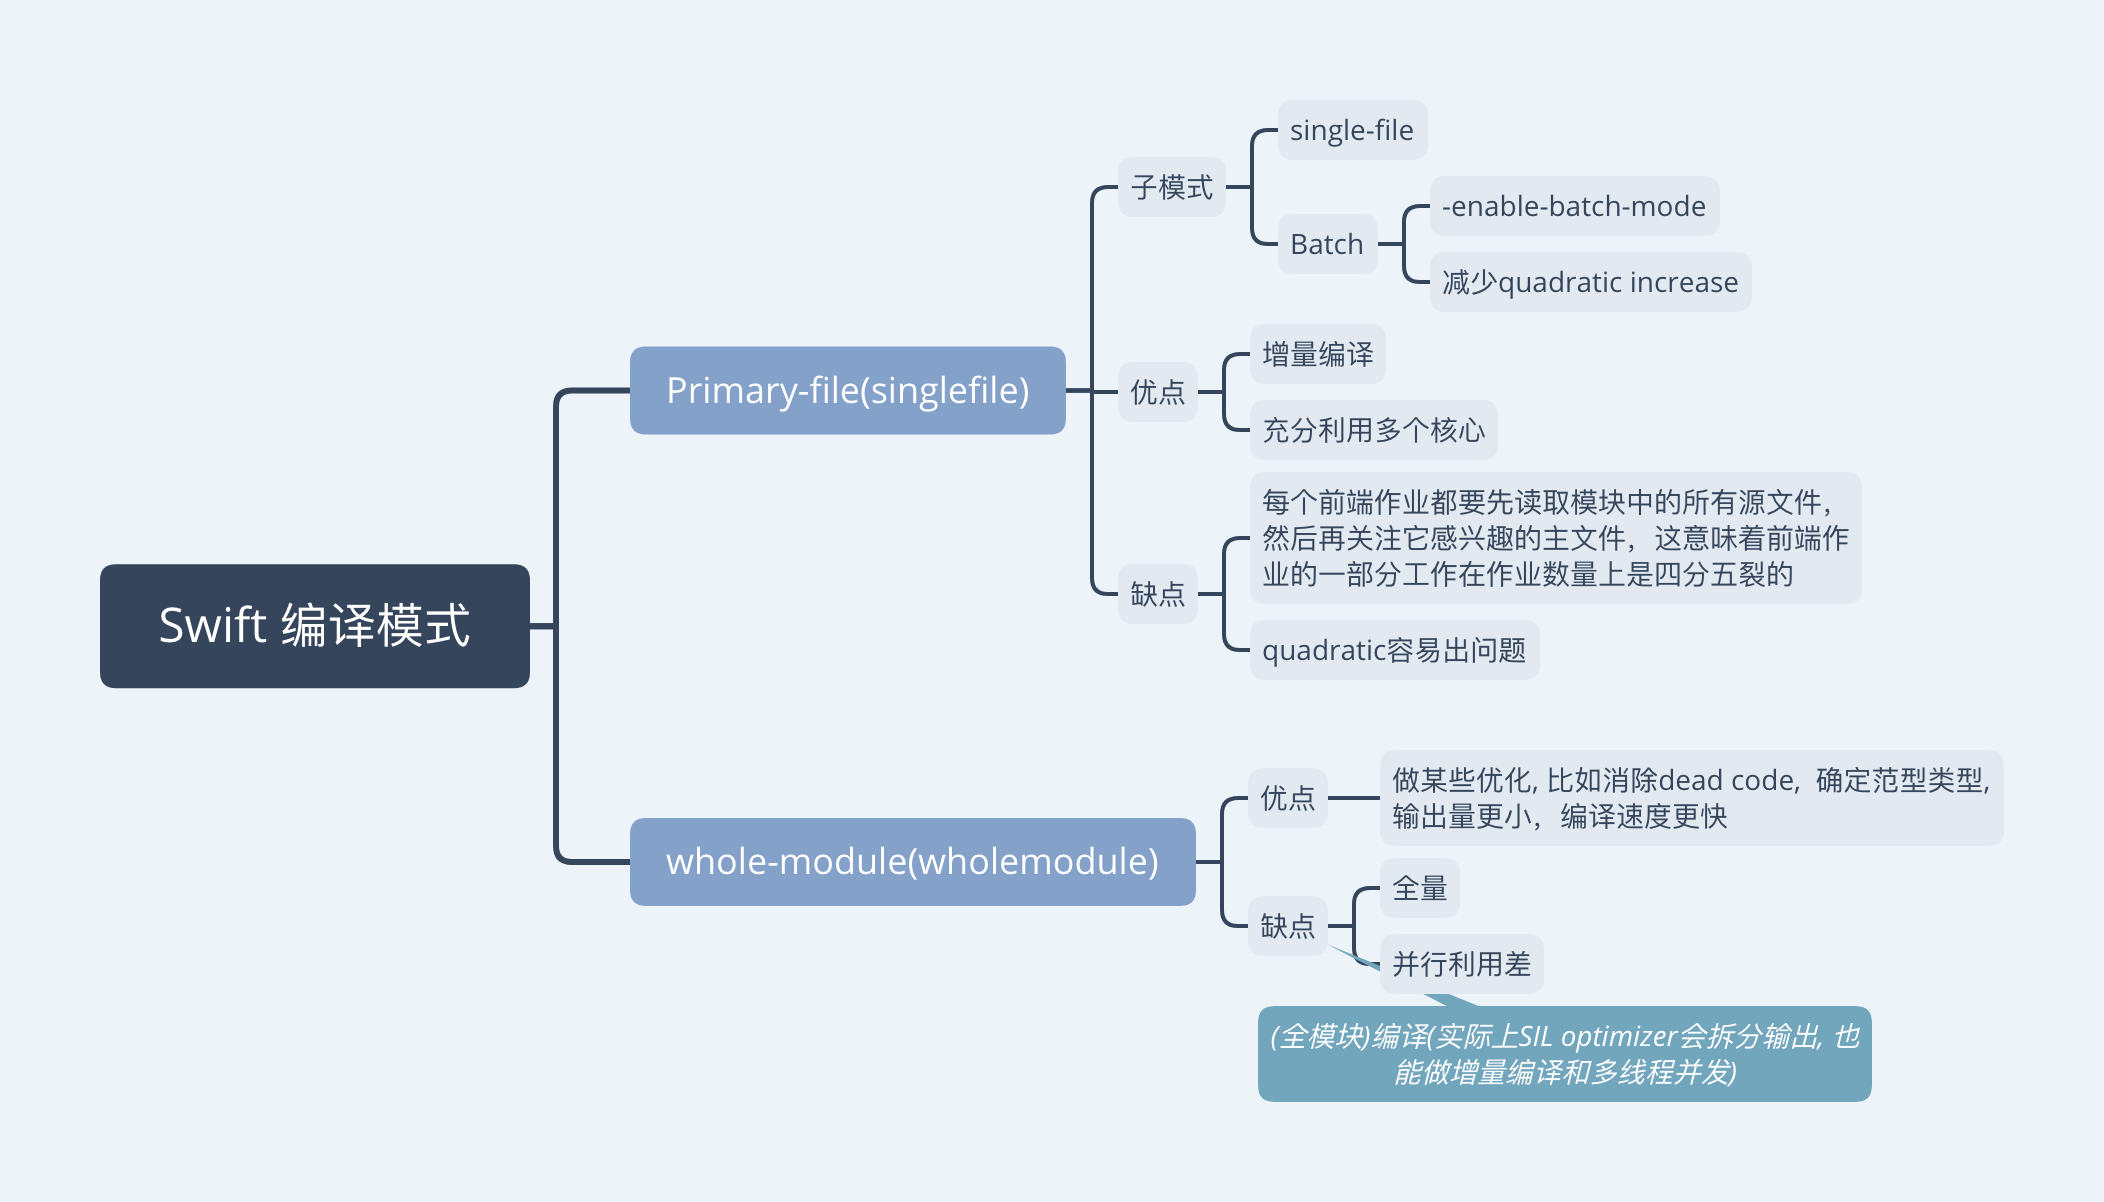 Swift 编译模式
Primary-file(singlefile)
子模式
single-file
Batch
-enable-batch-mode
减少quadratic increase
优点
增量编译
充分利用多个核心
缺点
每个前端作业都要先读取模块中的所有源文件，
然后再关注它感兴趣的主文件，这意味着前端作
业的一部分工作在作业数量上是四分五裂的
quadratic容易出问题
whole-module(wholemodule)
优点
做某些优化, 比如消除dead code,  确定范型类型,
输出量更小，编译速度更快
缺点
全量
并行利用差
(全模块)编译(实际上SIL optimizer会拆分输出, 也
能做增量编译和多线程并发)